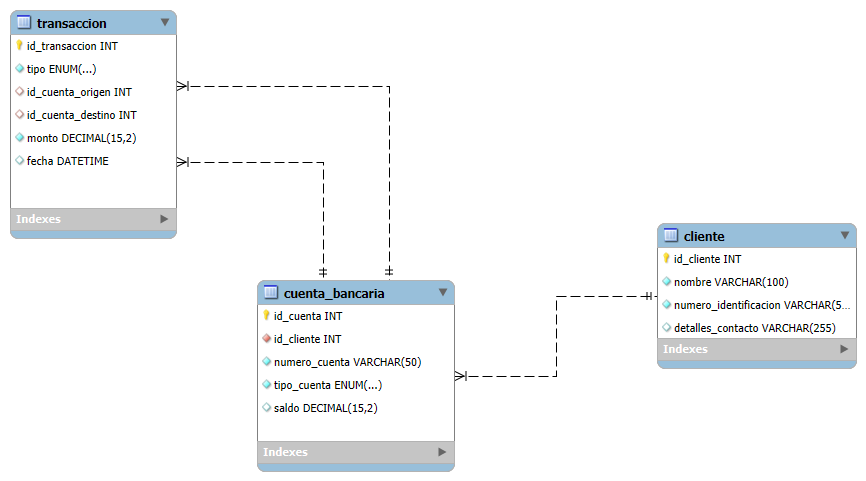 transaccion
id_transaccion INT
tipo ENUM(...)
id_cuenta_origen INT
id_cuenta_destino INT
monto DECIMAL(15,2)
fecha DATETIME
Indexes
cuenta_bancaria
id_cuenta INT
id_cliente INT
numero_cuenta VARCHAR(50)
tipo_cuenta ENUM(...)
saldo DECIMAL(15,2)
Indexes
cliente
id_cliente INT
nombre VARCHAR(100)
numero_identificacion VARCHAR(5...
detalles_contacto VARCHAR(255)
Indexes